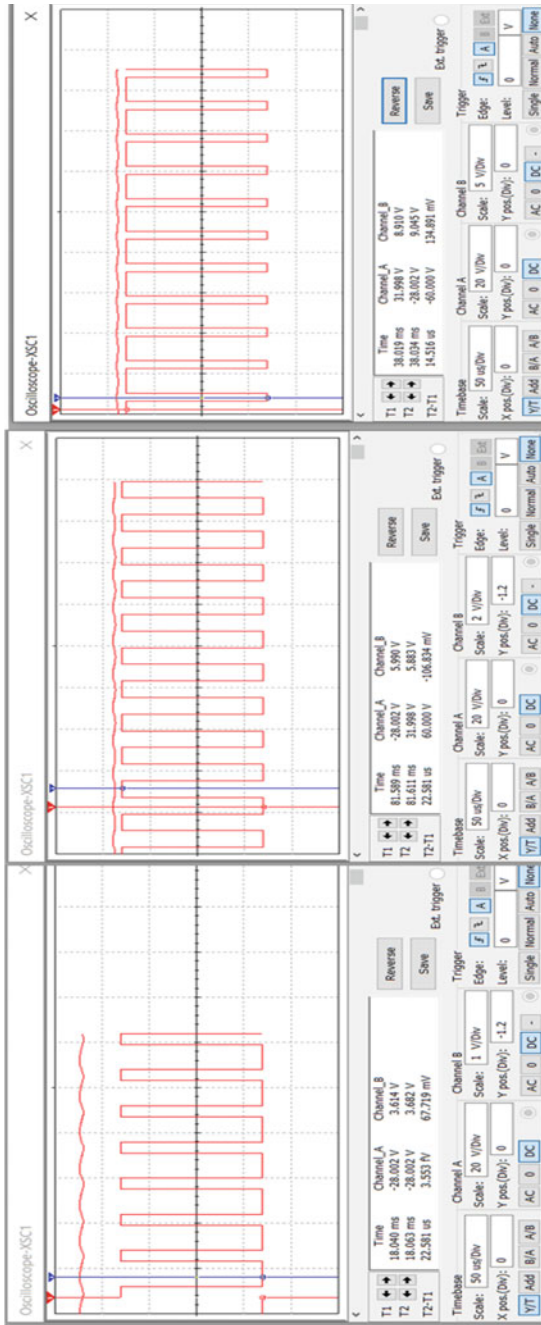 Oscilloscope-XSC1
X
Time Channel_A Channel_B
T1 18.040 ms -28.002 V 3.614 V
T2 18.063 ms -28.002 V 3.682 V
T2-T1 22.581 us 3.553 fV 67.719 mV
Reverse
Save
Ext. trigger
Timebase
Scale: 50 us/Div
X pos.(Div): 0
Y/T Add B/A A/B
Channel A
Scale: 20 V/Div
Y pos.(Div): 0
AC 0 DC
Channel B
Scale: 1 V/Div
Y pos.(Div): -1.2
AC 0 DC -
Trigger
Edge: A B Ext
Level: 0 V
Single Normal Auto None
Oscilloscope-XSC1
X
Time Channel_A Channel_B
T1 81.589 ms -28.002 V 5.990 V
T2 81.611 ms 31.998 V 5.883 V
T2-T1 22.581 us 60.000 V -106.834 mV
Reverse
Save
Ext. trigger
Timebase
Scale: 50 us/Div
X pos.(Div): 0
Y/T Add B/A A/B
Channel A
Scale: 20 V/Div
Y pos.(Div): 0
AC 0 DC
Channel B
Scale: 2 V/Div
Y pos.(Div): -1.2
AC 0 DC -
Trigger
Edge: A B Ext
Level: 0 V
Single Normal Auto None
Oscilloscope-XSC1
X
Time Channel_A Channel_B
T1 38.019 ms 31.998 V 8.910 V
T2 38.034 ms -28.002 V 9.045 V
T2-T1 14.516 us -60.000 V 134.891 mV
Reverse
Save
Ext. trigger
Timebase
Scale: 50 us/Div
X pos.(Div): 0
Y/T Add B/A A/B
Channel A
Scale: 20 V/Div
Y pos.(Div): 0
AC 0 DC
Channel B
Scale: 5 V/Div
Y pos.(Div): 0
AC 0 DC -
Trigger
Edge: A B Ext
Level: 0 V
Single Normal Auto None